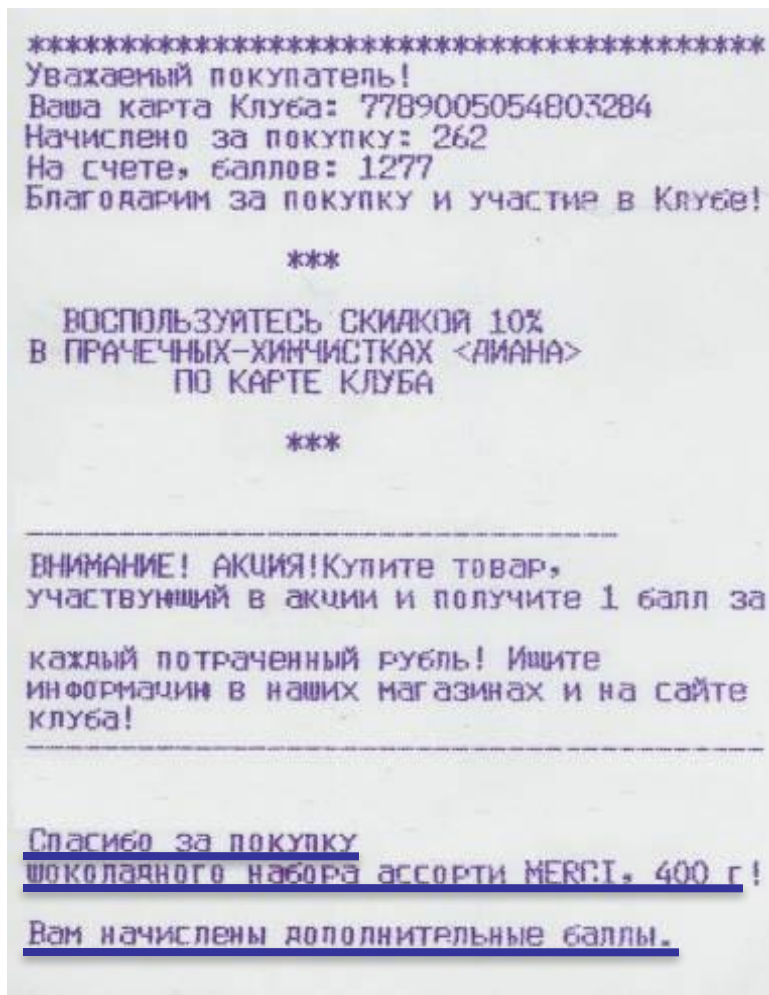 *****************************************
Уважаемый покупатель!
Ваша карта Клуба: 7789005054803284
Начислено за покупку: 262
На счете, баллов: 1277
Благодарим за покупку и участие в Клубе!
***
ВОСПОЛЬЗУЙТЕСЬ СКИДКОЙ 10%
В ПРАЧЕЧНЫХ-ХИМЧИСТКАХ <ДИАНА>
ПО КАРТЕ КЛУБА
***
ВНИМАНИЕ! АКЦИЯ!Купите товар,
участвующий в акции и получите 1 балл за
каждый потраченный рубль! Ищите
информацию в наших магазинах и на сайте
клуба!
Спасибо за покупку
шоколадного набора ассорти MERCI, 400 г!
Вам начислены дополнительные баллы.